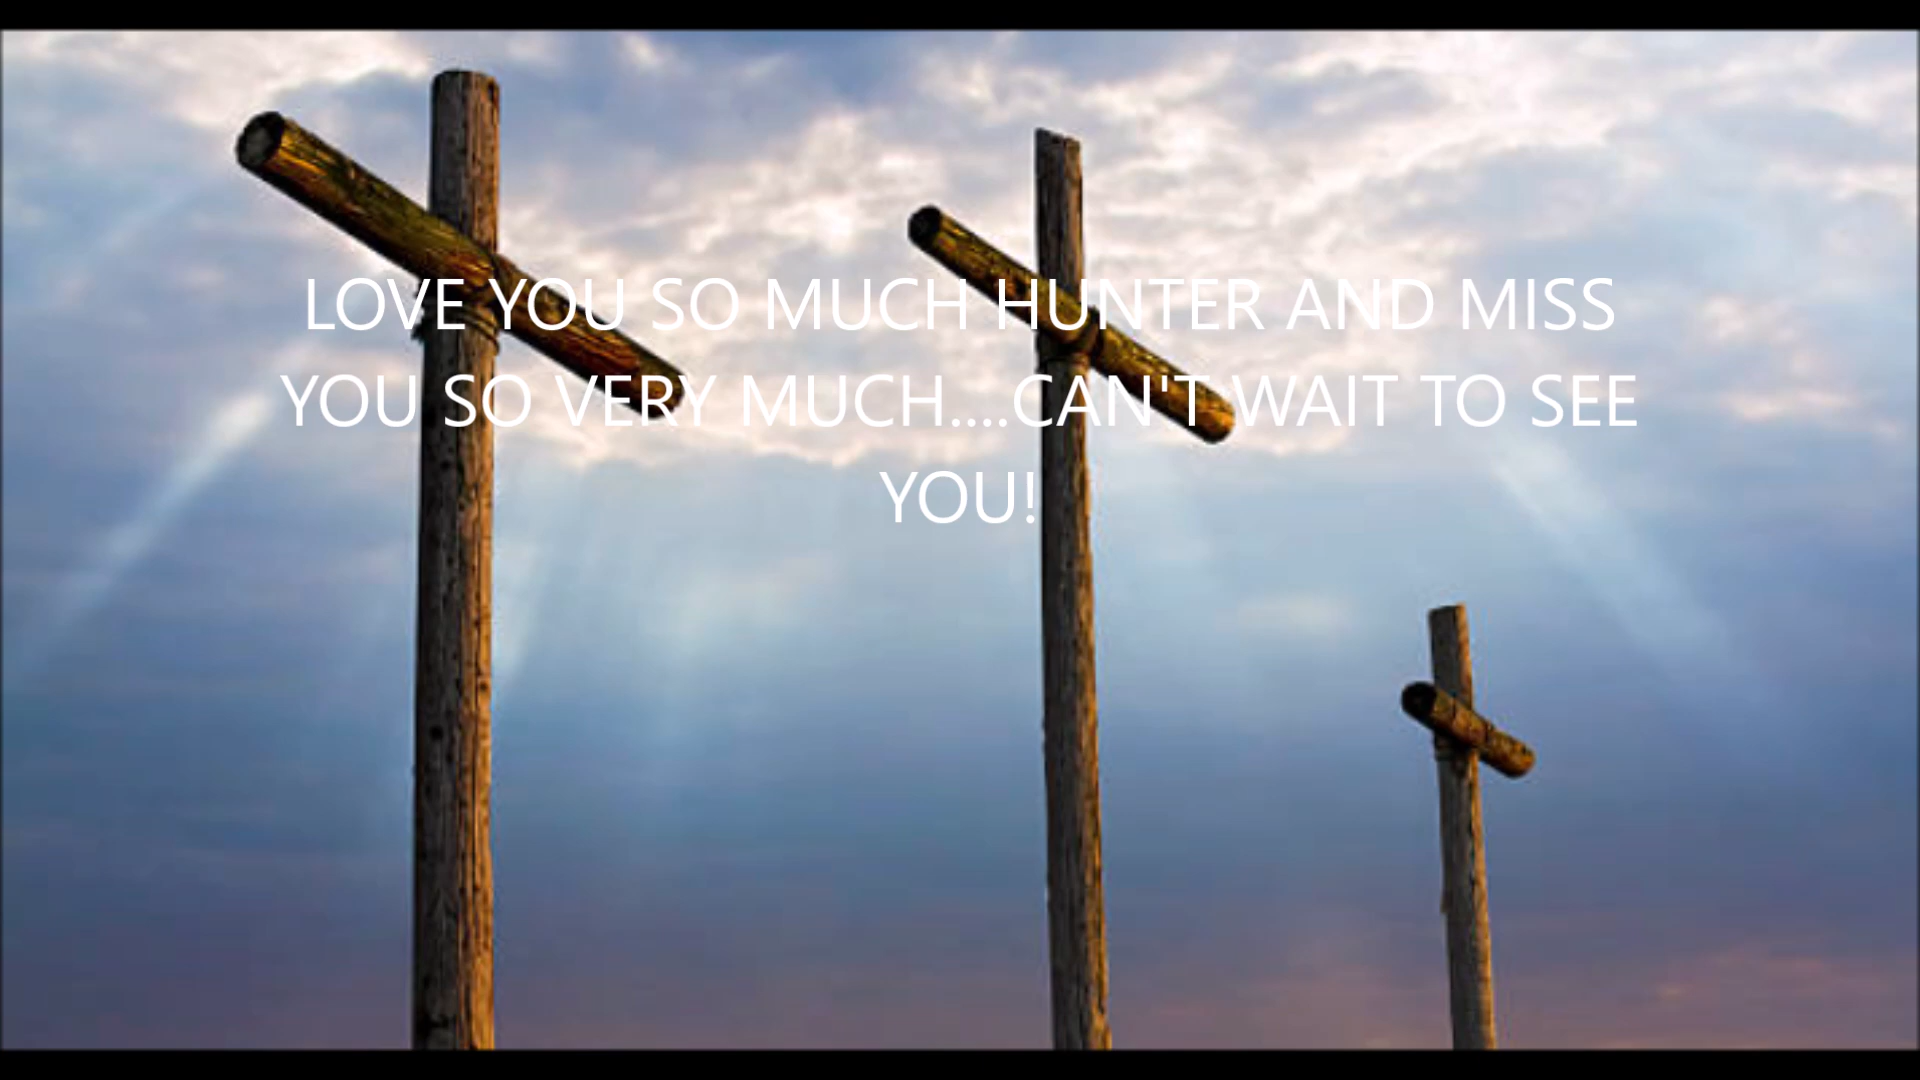 LOVE YOU SO MUCH HUNTER AND MISS
YOU SO VERY MUCH....CAN'T WAIT TO SEE
YOU!